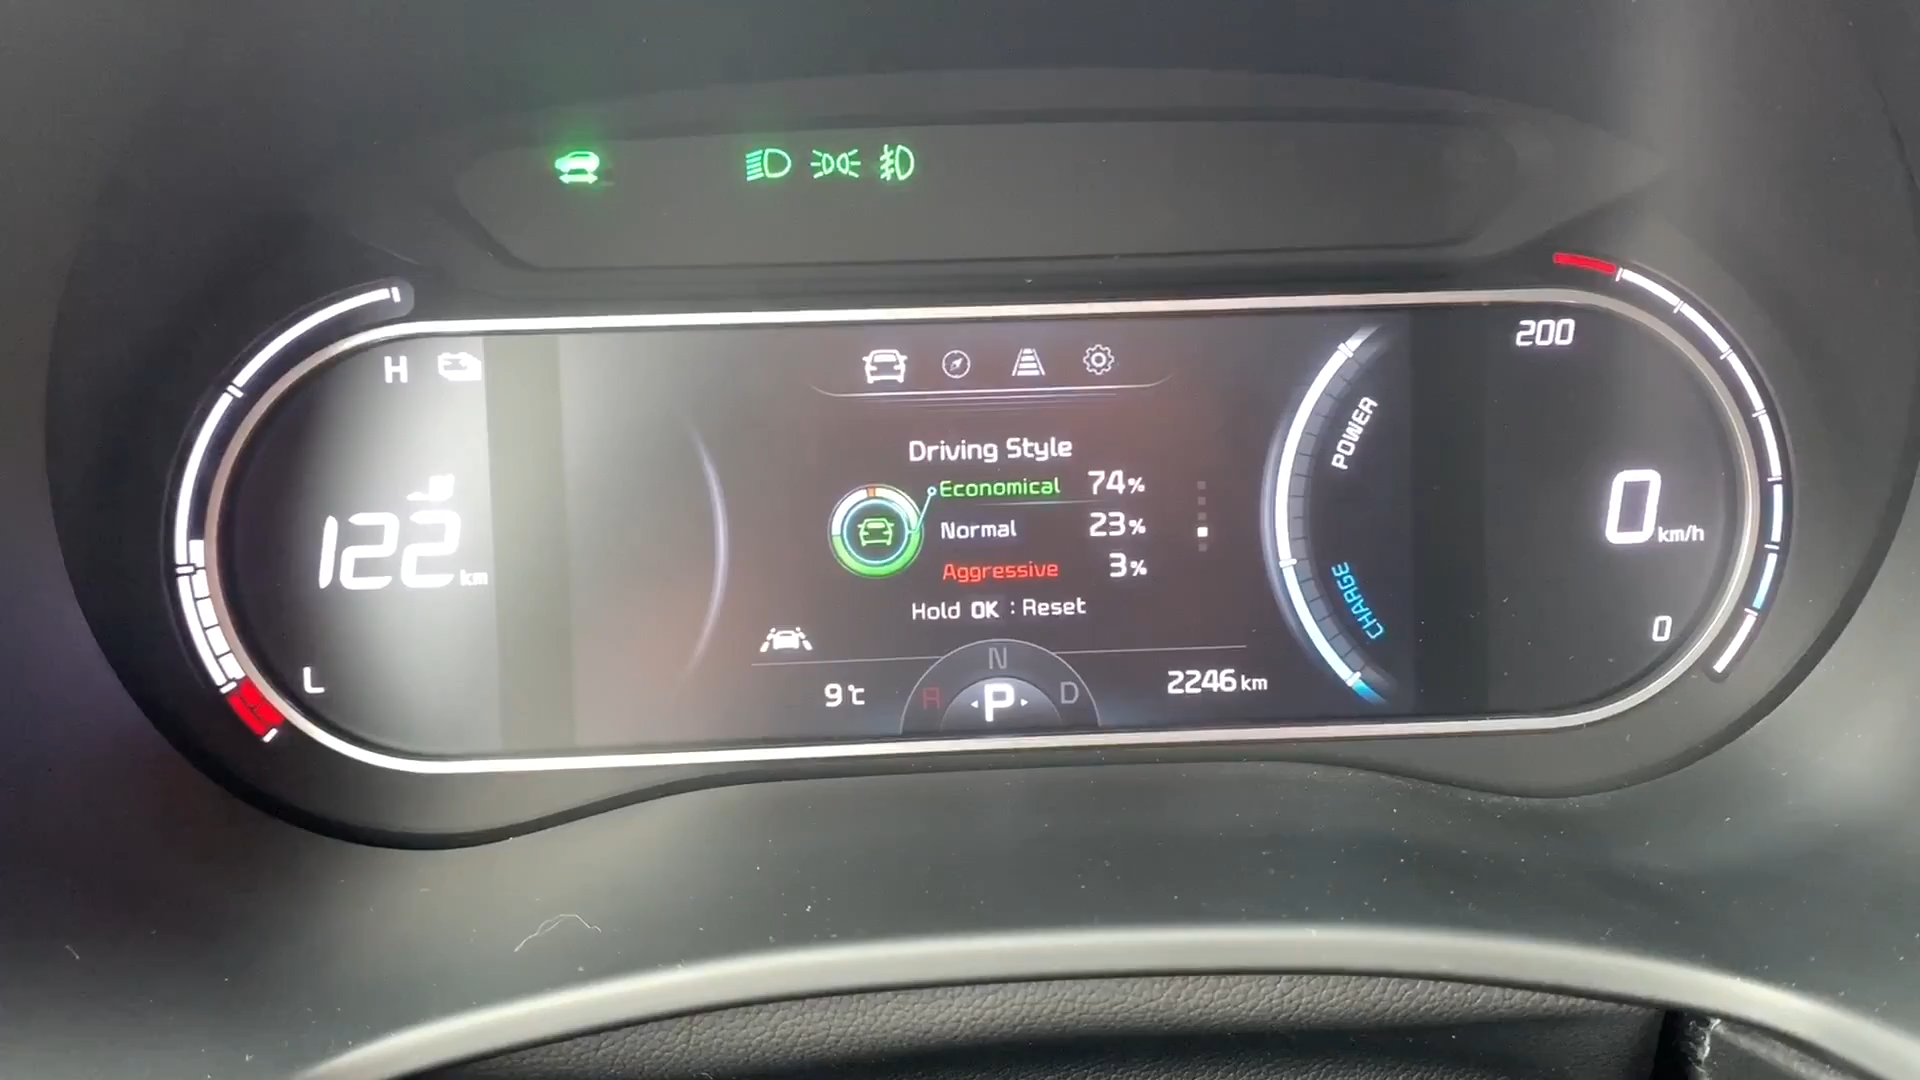 H
200
Driving Style
Economical 74%
Normal 23%
Aggressive 3%
Hold OK : Reset
POWER
CHARGE
122 km
0 km/h
L
0
N
9°C
R P D
2246 km